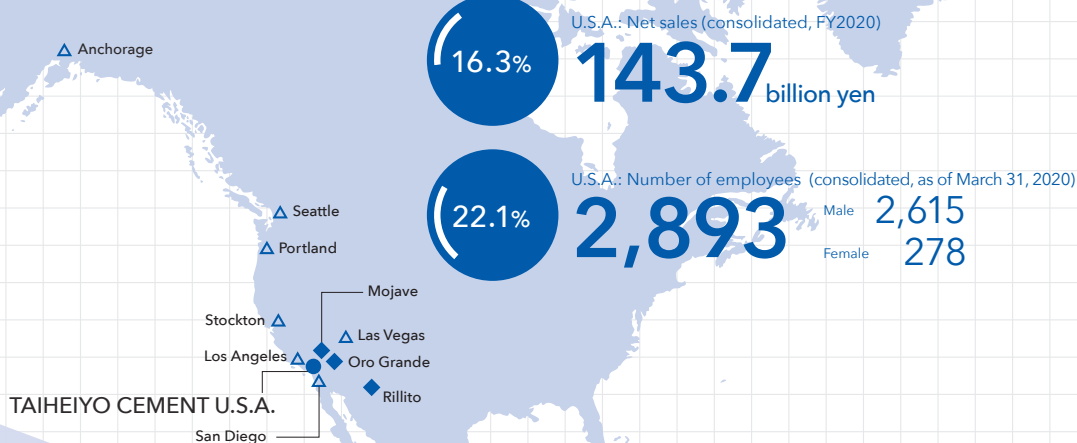 U.S.A.: Net sales (consolidated, FY2020)
16.3%
143.7 billion yen
Anchorage
U.S.A.: Number of employees (consolidated, as of March 31, 2020)
22.1%
2,893
Male 2,615
Female 278
Seattle
Portland
Mojave
Stockton
Las Vegas
Los Angeles
Oro Grande
Rillito
TAIHEIYO CEMENT U.S.A.
San Diego